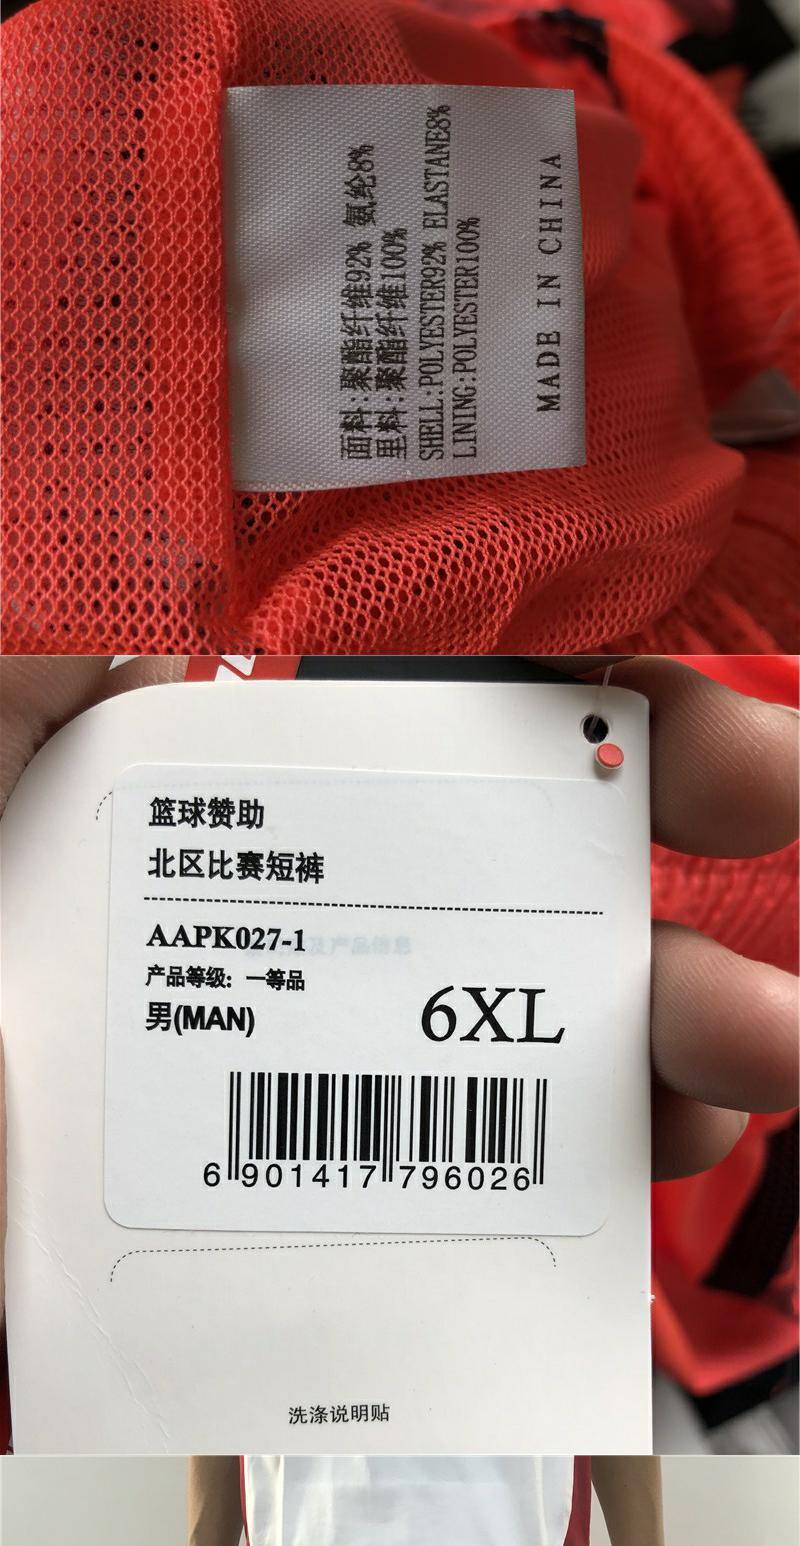 面料:聚酯纤维92% 氨纶8%
里料:聚酯纤维100%
SHELL:POLYESTER92% ELASTANE8%
LINING:POLYESTER100%
MADE IN CHINA
篮球赞助
北区比赛短裤
AAPK027-1
产品等级: 一等品
男(MAN)
6XL
6 901417 796026
洗涤说明贴